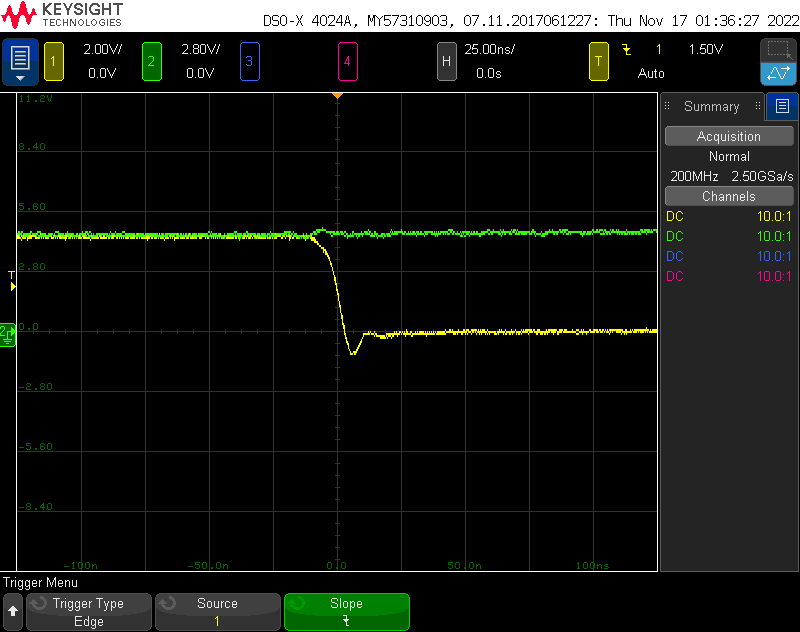 KEYSIGHT
TECHNOLOGIES
DSO-X 4024A, MY57310903, 07.11.2017061227: Thu Nov 17 01:36:27 2022
1 2.00V/ 2 2.80V/ 3 4 H 25.00ns/ T 1 1.50V
0.0V 0.0V 0.0s Auto
Summary
Acquisition
Normal
200MHz 2.50GSa/s
Channels
DC 10.0:1
DC 10.0:1
DC 10.0:1
DC 10.0:1
11.2V
8.40
5.60
2.80
T
0.0
2
-2.80
-5.60
-8.40
-100n -50.0n 0.0 50.0n 100ns
Trigger Menu
Trigger Type Source Slope
Edge 1